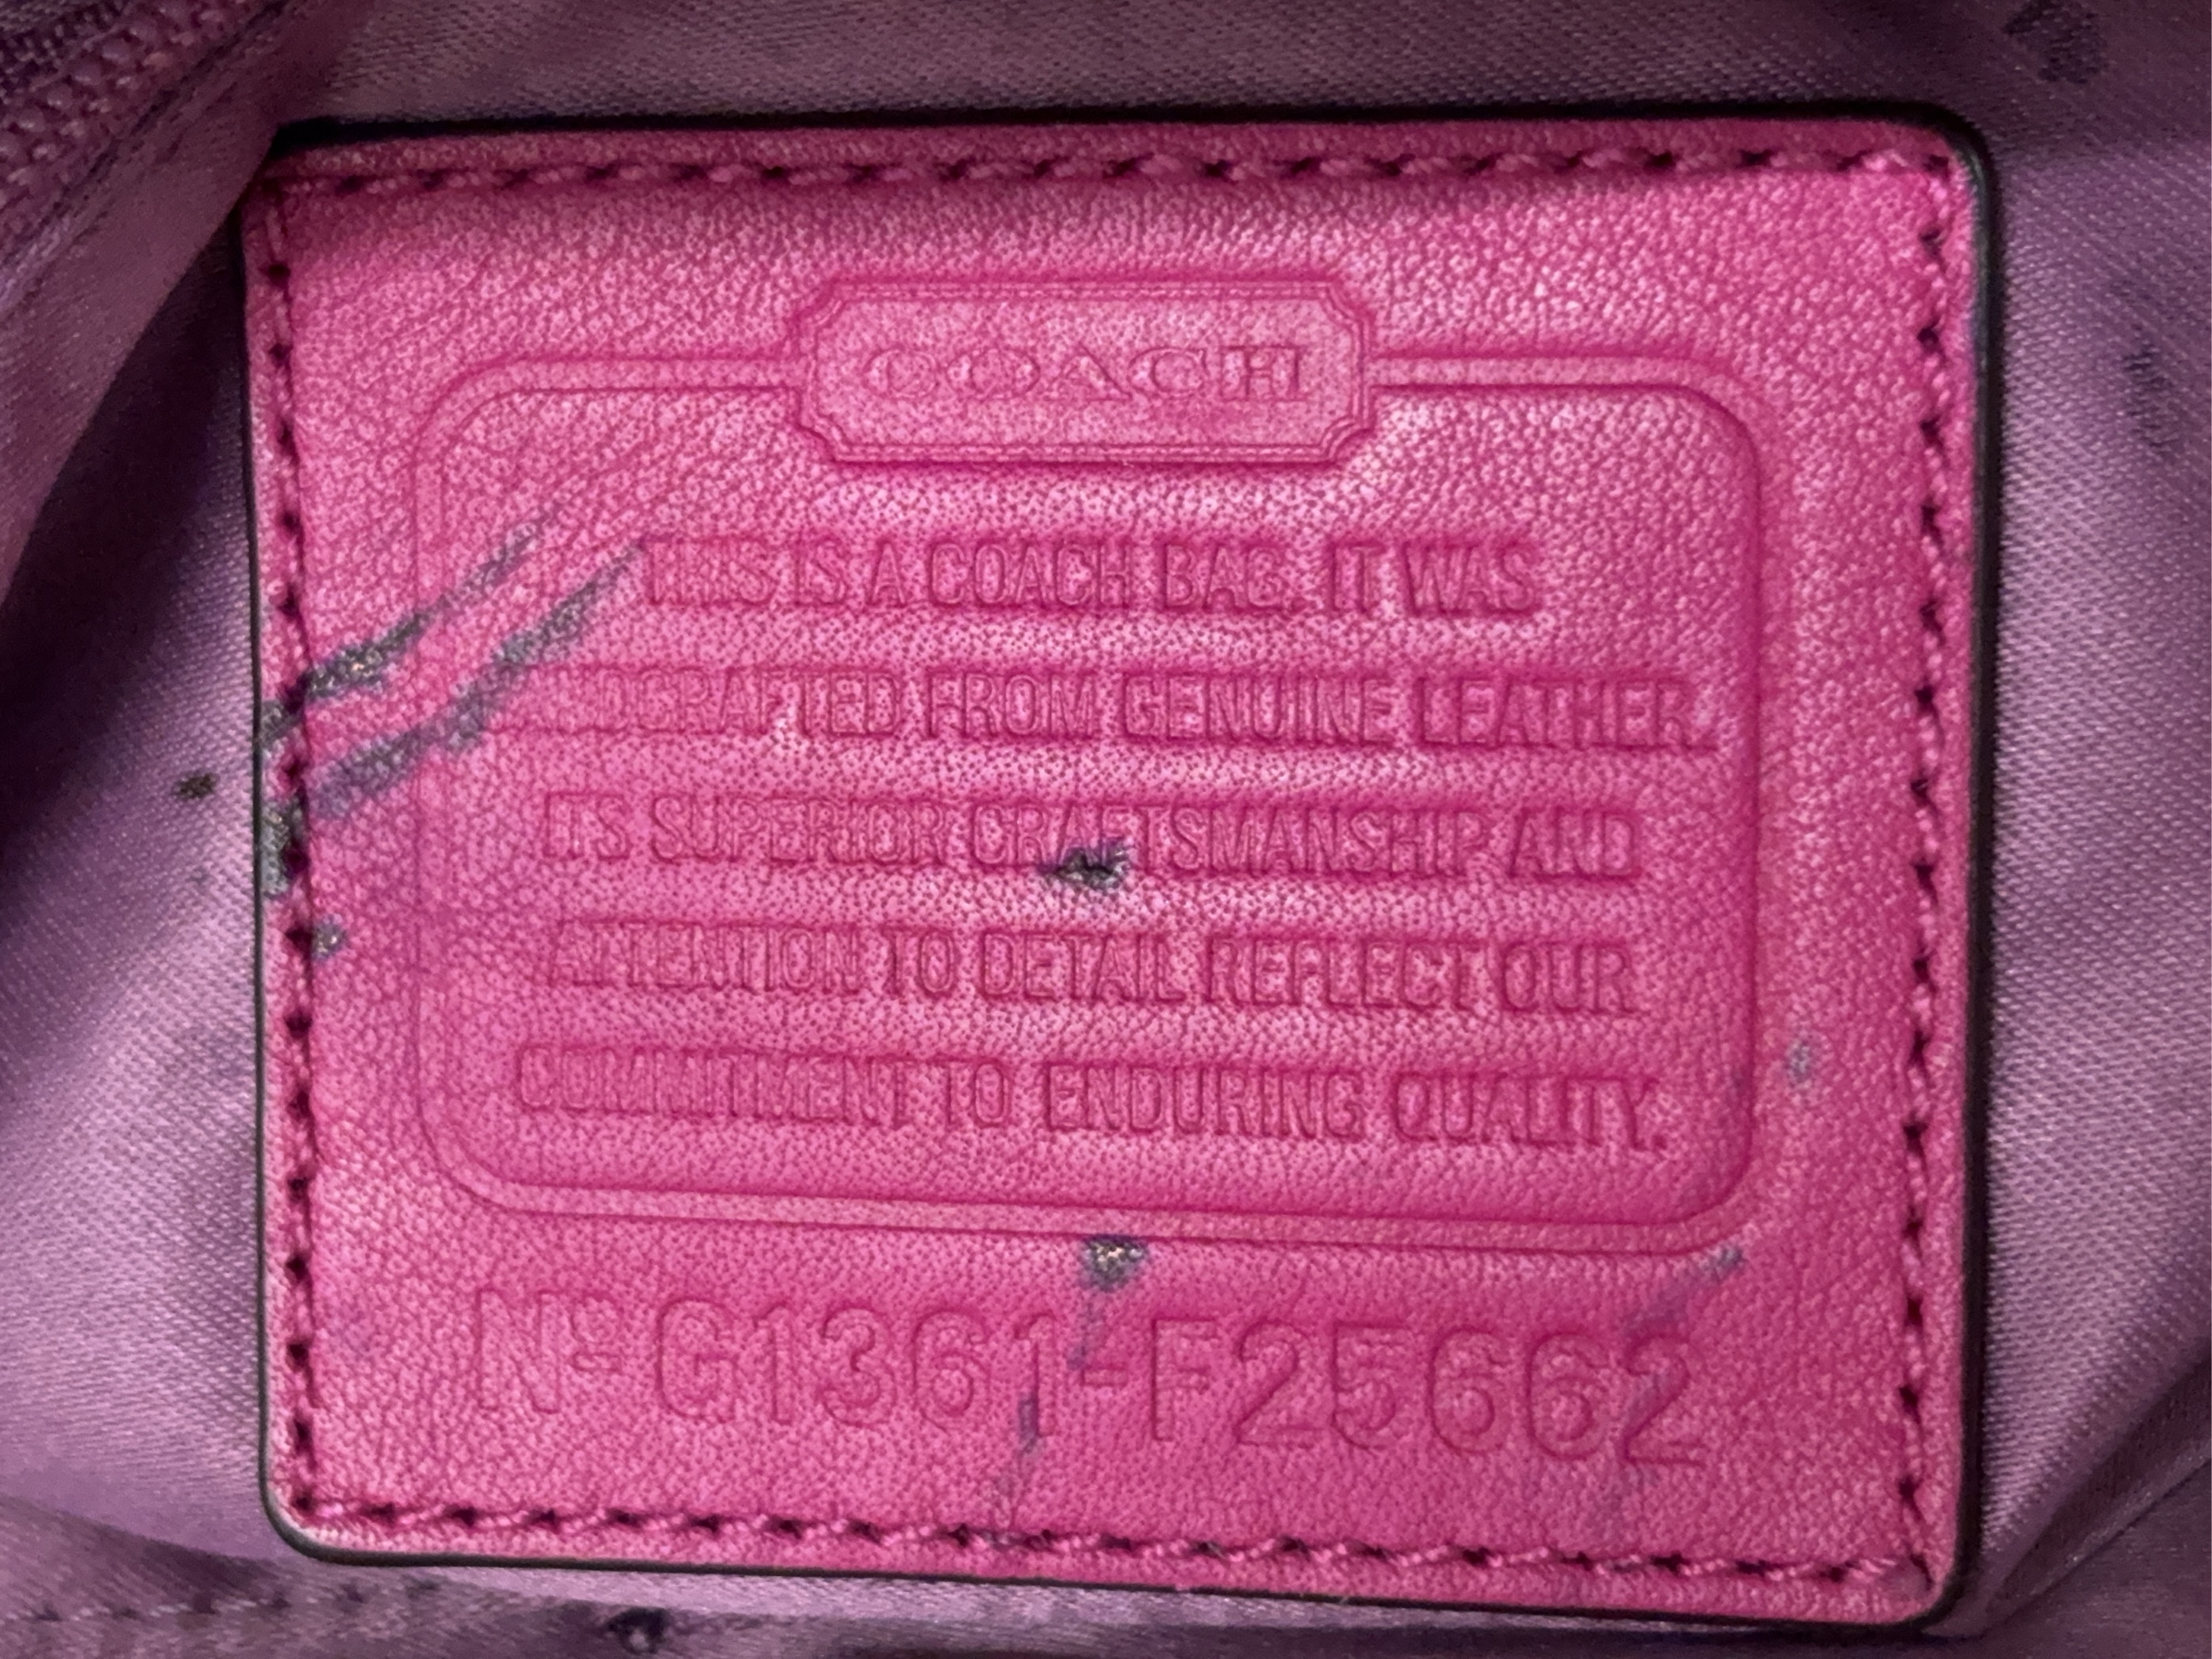 COACH
THIS IS A COACH BAG. IT WAS
HANDCRAFTED FROM GENUINE LEATHER.
ITS SUPERIOR CRAFTSMANSHIP AND
ATTENTION TO DETAIL REFLECT OUR
COMMITMENT TO ENDURING QUALITY.
Nº G1361-F25662